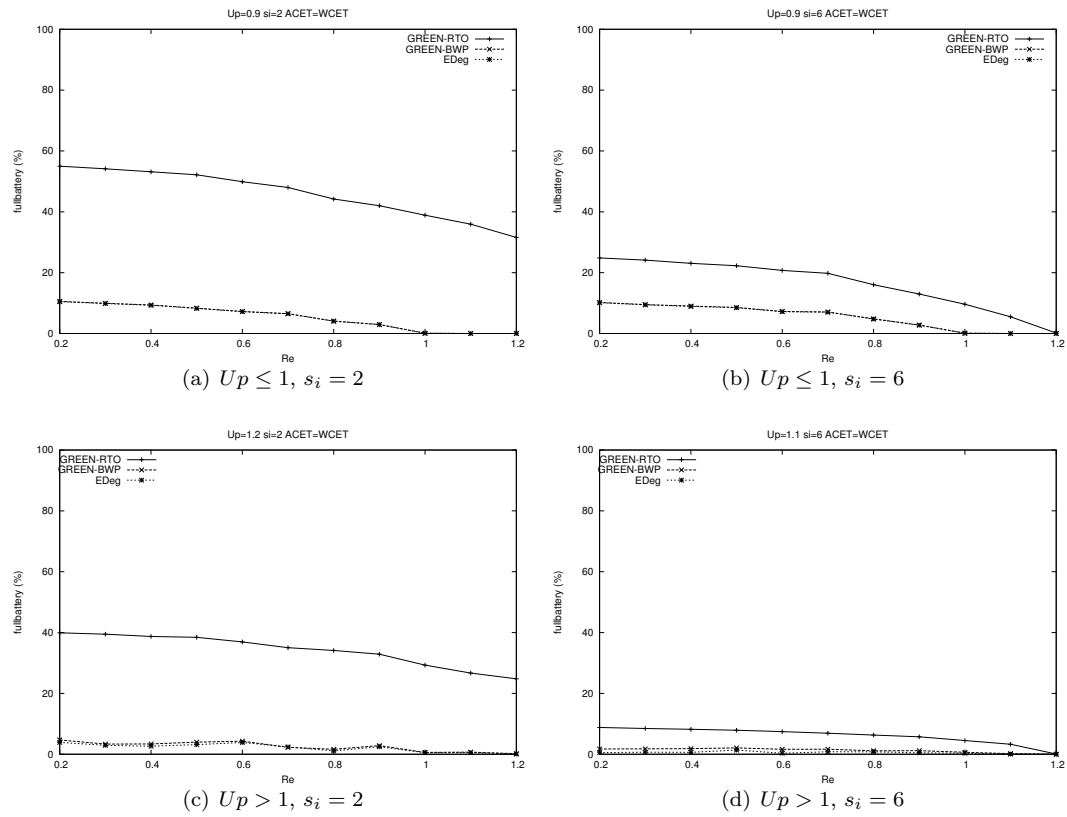 Up=0.9 si=2 ACET=WCET
100
80
60
40
20
0
fullbattery (%)
GREEN-RTO
GREEN-BWP
EDeg
0.2 0.4 0.6 0.8 1 1.2
Re
(a) Up ≤ 1, s_i = 2
Up=0.9 si=6 ACET=WCET
100
80
60
40
20
0
fullbattery (%)
GREEN-RTO
GREEN-BWP
EDeg
0.2 0.4 0.6 0.8 1 1.2
Re
(b) Up ≤ 1, s_i = 6
Up=1.2 si=2 ACET=WCET
100
80
60
40
20
0
fullbattery (%)
GREEN-RTO
GREEN-BWP
EDeg
0.2 0.4 0.6 0.8 1 1.2
Re
(c) Up > 1, s_i = 2
Up=1.1 si=6 ACET=WCET
100
80
60
40
20
0
fullbattery (%)
GREEN-RTO
GREEN-BWP
EDeg
0.2 0.4 0.6 0.8 1 1.2
Re
(d) Up > 1, s_i = 6